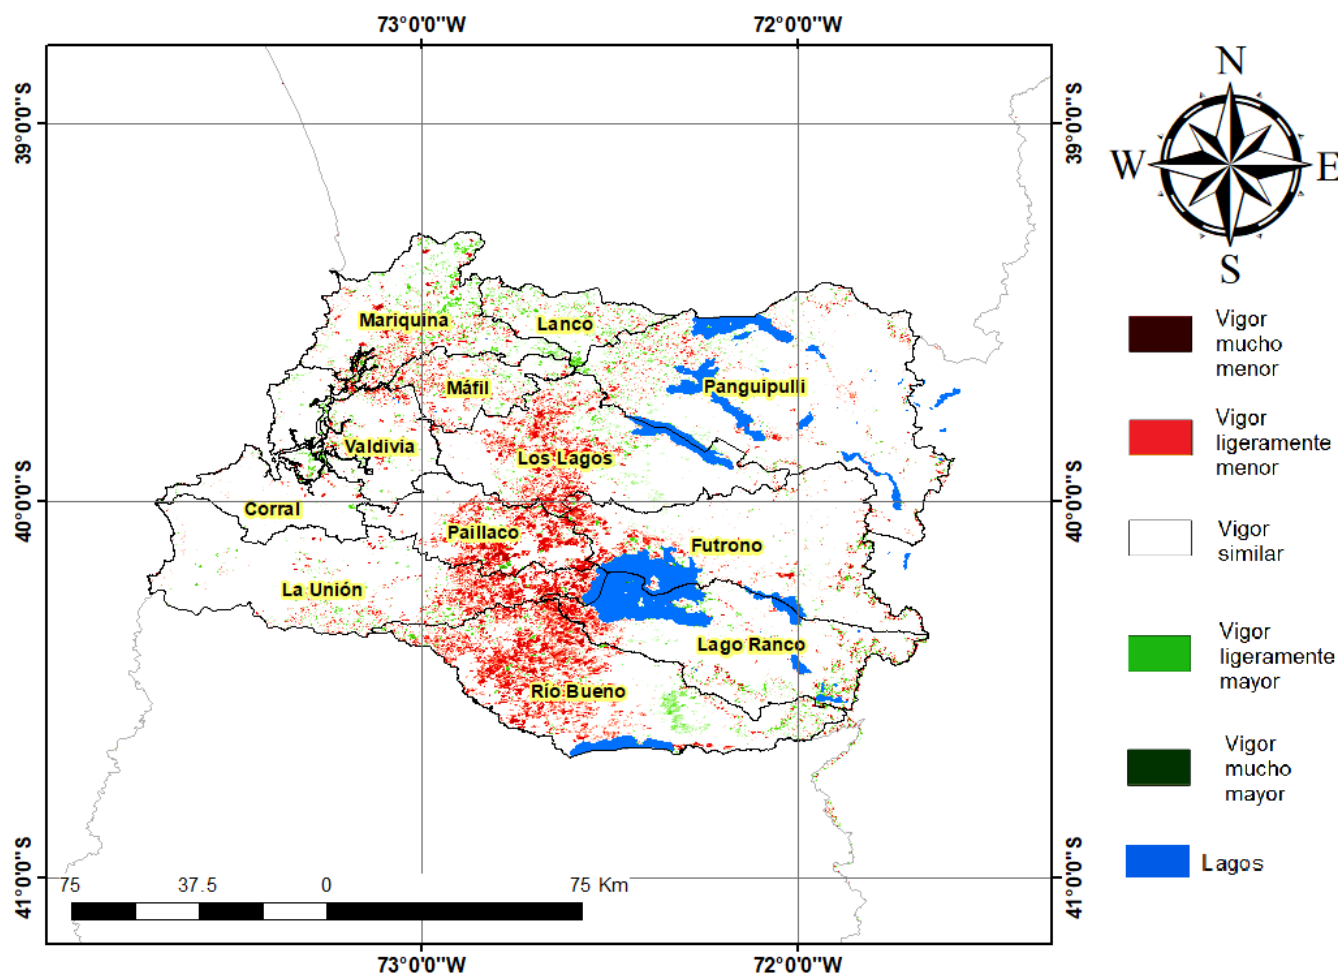 73°0'0"W
72°0'0"W
39°0'0"S
39°0'0"S
N
W
E
S
Vigor
mucho
menor
Mariquina
Lanco
Máfil
Panguipulli
Vigor
ligeramente
menor
Valdivia
Los Lagos
40°0'0"S
40°0'0"S
Corral
Paillaco
Futrono
Vigor
similar
La Unión
Lago Ranco
Río Bueno
Vigor
ligeramente
mayor
Vigor
mucho
mayor
Lagos
41°0'0"S
41°0'0"S
75 37.5 0 75 Km
73°0'0"W
72°0'0"W